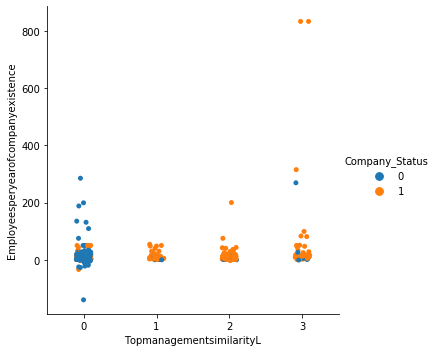 800
600
400
200
0
Employeesperyearofcompanyexistence
0 1 2 3
TopmanagementsimilarityL
Company_Status
0
1